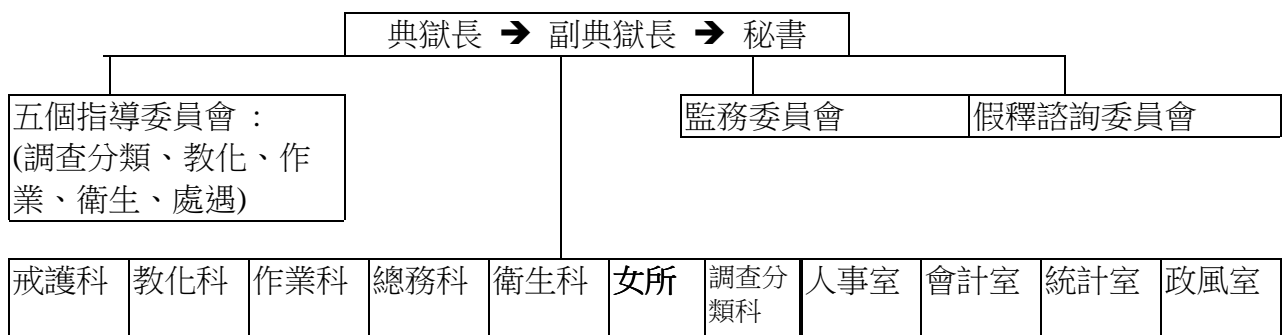 典獄長 ➔ 副典獄長 ➔ 秘書
五個指導委員會：
(調查分類、教化、作
業、衛生、處遇)
監務委員會
假釋諮詢委員會
戒護科
教化科
作業科
總務科
衛生科
女所
調查分
類科
人事室
會計室
統計室
政風室